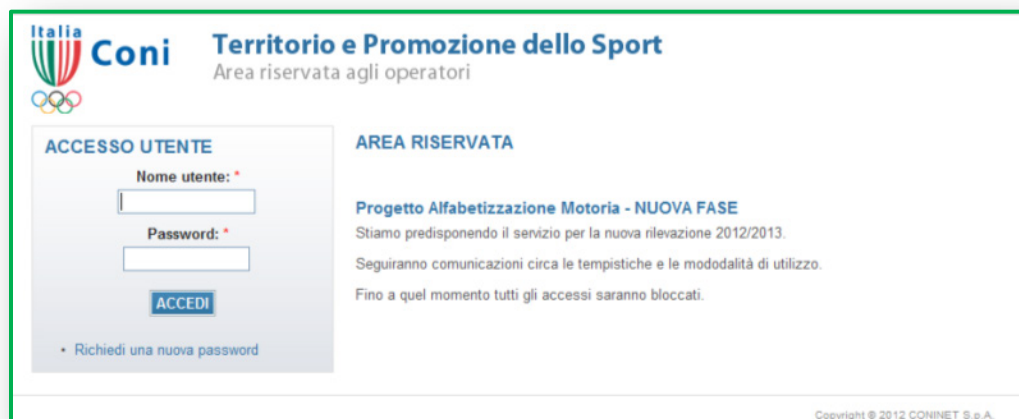 Italia
Coni
Territorio e Promozione dello Sport
Area riservata agli operatori
ACCESSO UTENTE
Nome utente: *
Password: *
ACCEDI
• Richiedi una nuova password
AREA RISERVATA
Progetto Alfabetizzazione Motoria - NUOVA FASE
Stiamo predisponendo il servizio per la nuova rilevazione 2012/2013.
Seguiranno comunicazioni circa le tempistiche e le mododalità di utilizzo.
Fino a quel momento tutti gli accessi saranno bloccati.
Copyright © 2012 CONINET S.p.A.